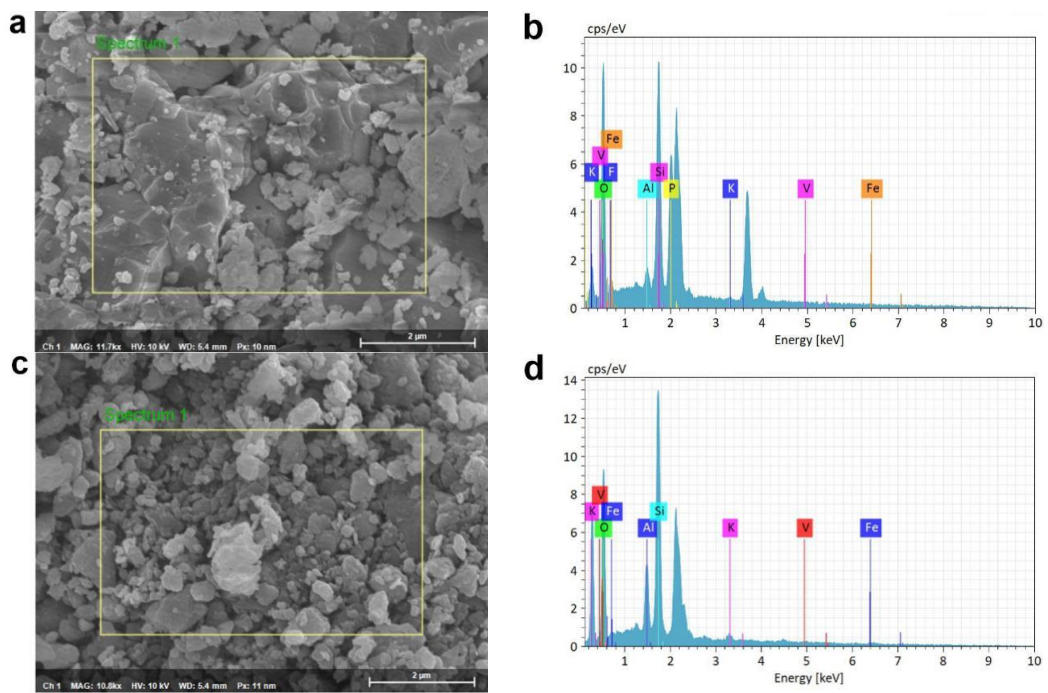 a
Spectrum 1
Ch 1 MAG: 11.7kx HV: 10 kV WD: 5.4 mm Px: 10 nm 2 µm
b
cps/eV
10
8
6
4
2
0
Fe
V
K F
O
Al
Si
P
K
V
Fe
1 2 3 4 5 6 7 8 9 10
Energy [keV]
c
Spectrum 1
Ch 1 MAG: 10.8kx HV: 10 kV WD: 5.4 mm Px: 11 nm 2 µm
d
cps/eV
14
12
10
8
6
4
2
0
V
K Fe
O
Al
Si
K
V
Fe
1 2 3 4 5 6 7 8 9 10
Energy [keV]